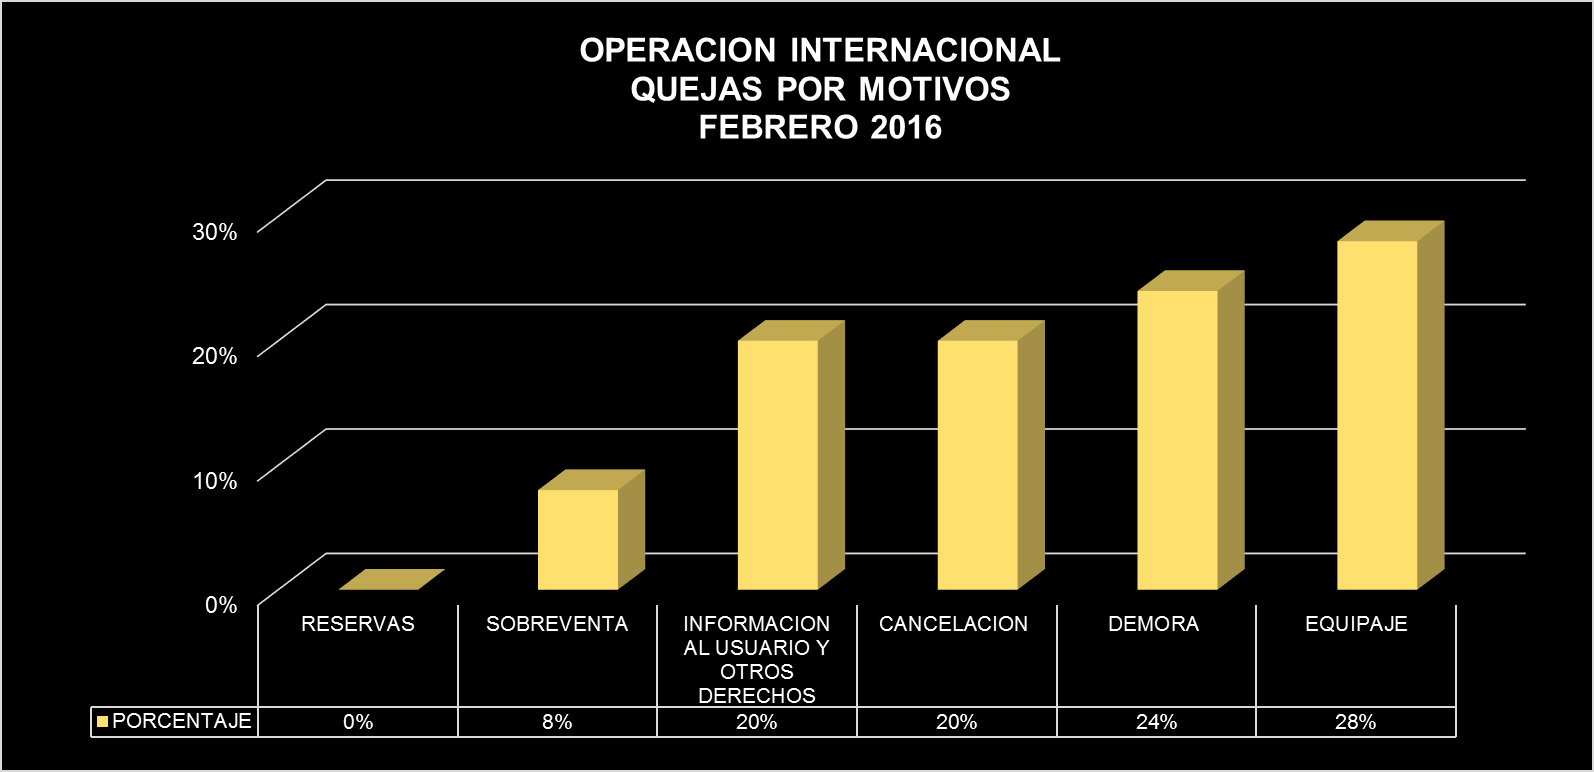 OPERACION INTERNACIONAL
QUEJAS POR MOTIVOS
FEBRERO 2016
30%
20%
10%
0%
RESERVAS
SOBREVENTA
INFORMACION
AL USUARIO Y
OTROS
DERECHOS
CANCELACION
DEMORA
EQUIPAJE
PORCENTAJE 0% 8% 20% 20% 24% 28%